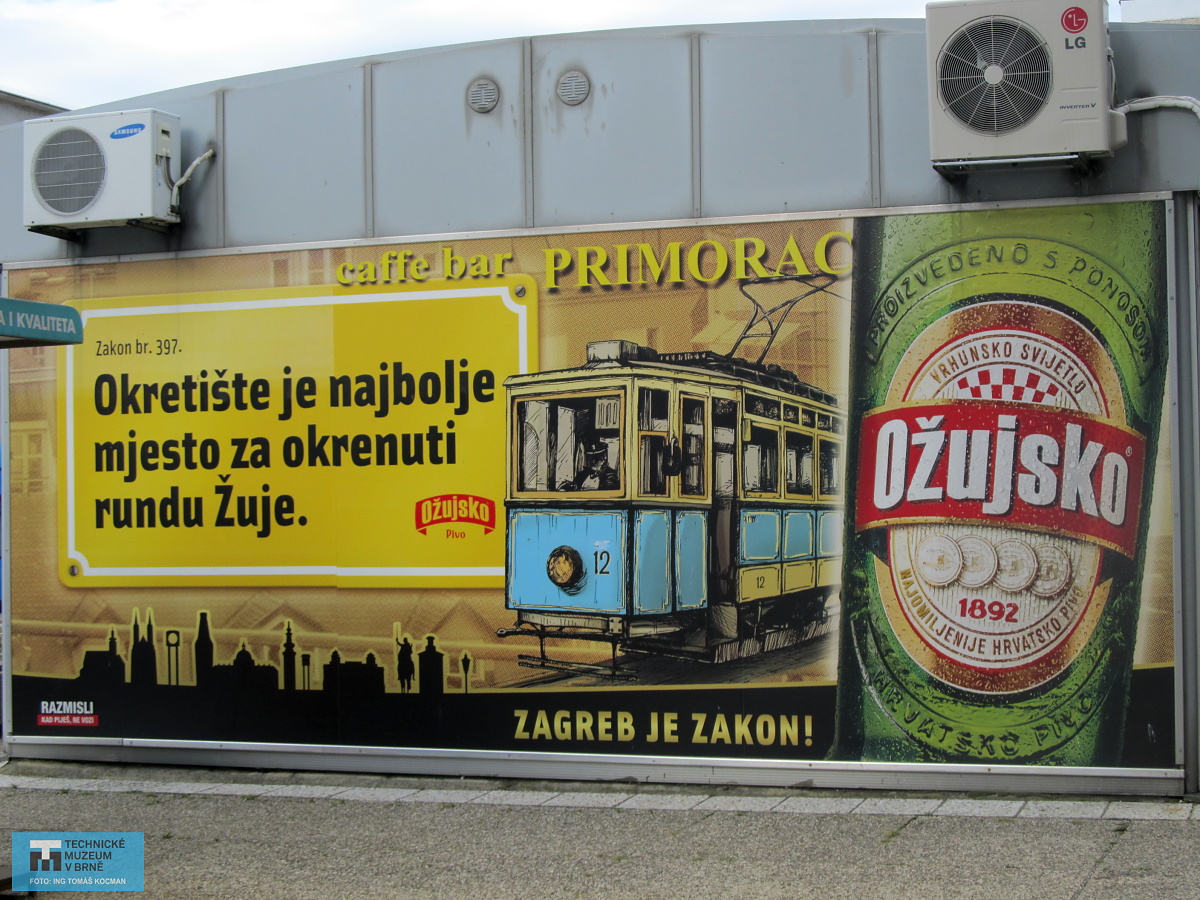 SAMSUNG
LG
INVERTER V
caffe bar PRIMORAC
A I KVALITETA
Zakon br. 397.
Okretište je najbolje
mjesto za okrenuti
rundu Žuje.
Ožujsko
Pivo
12
12
PROIZVEDENO S PONOSOM
VRHUNSKO SVIJETLO
Ožujsko
1892
NAJOMILJENIJE HRVATSKO PIVO
HRVATSKO PIVO
RAZMISLI
KAD PIJEŠ, NE VOZI
ZAGREB JE ZAKON!
TECHNICKÉ
MUZEUM
V BRNĚ
FOTO: ING TOMÁŠ KOCMAN